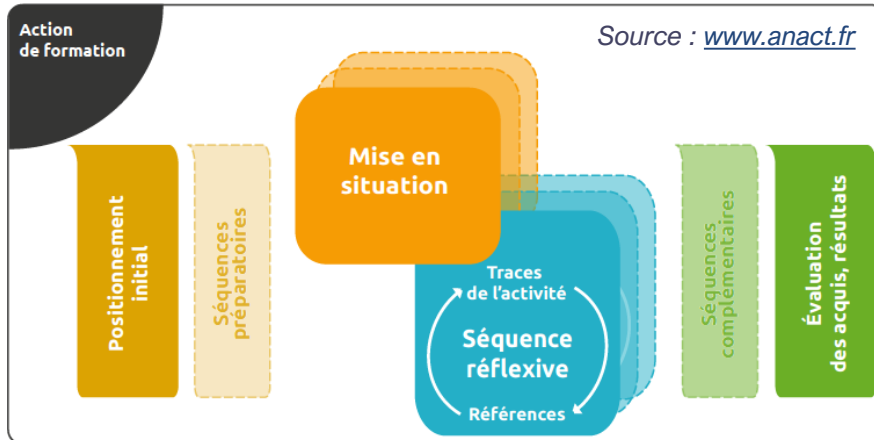 Action
de formation
Source : www.anact.fr
Positionnement
initial
Séquences
préparatoires
Mise en
situation
Traces
de l'activité
Séquence
réflexive
Références
Séquences
complémentaires
Évaluation
des acquis, résultats